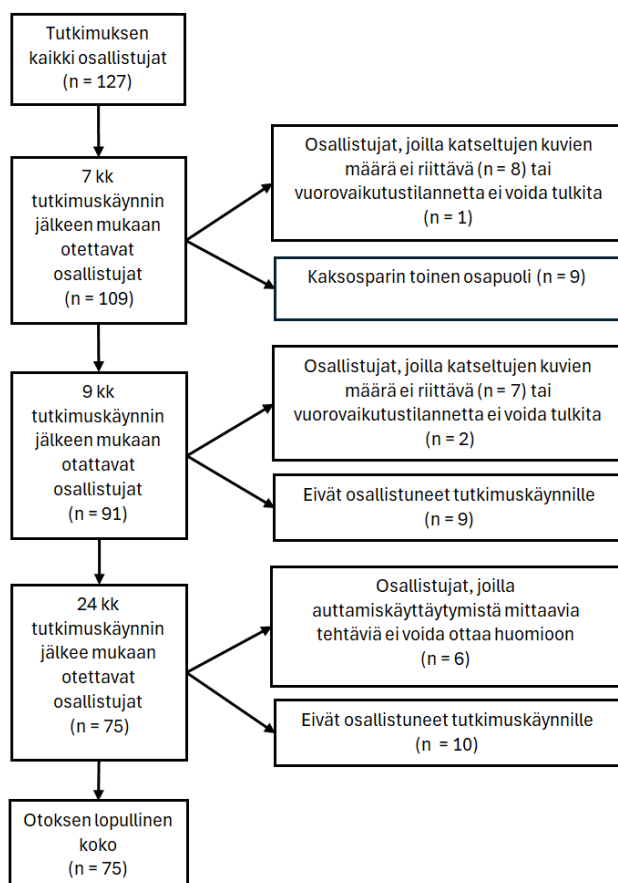 Tutkimuksen
kaikki osallistujat
(n = 127)
7 kk
tutkimuskäynnin
jälkeen mukaan
otettavat
osallistujat
(n = 109)
Osallistujat, joilla katseltujen kuvien
määrä ei riittävä (n = 8) tai
vuorovaikutustilannetta ei voida tulkita
(n = 1)
Kaksosparin toinen osapuoli (n = 9)
9 kk
tutkimuskäynnin
jälkeen mukaan
otattavat
osallistujat
(n = 91)
Osallistujat, joilla katseltujen kuvien
määrä ei riittävä (n = 7) tai
vuorovaikutustilannetta ei voida tulkita
(n = 2)
Eivät osallistuneet tutkimuskäynnille
(n = 9)
24 kk
tutkimuskäynnin
jälkee mukaan
otettavat
osallistujat
(n = 75)
Osallistujat, joilla
auttamiskäyttäytymistä mittaavia
tehtäviä ei voida ottaa huomioon
(n = 6)
Eivät osallistuneet tutkimuskäynnille
(n = 10)
Otoksen lopullinen
koko
(n = 75)